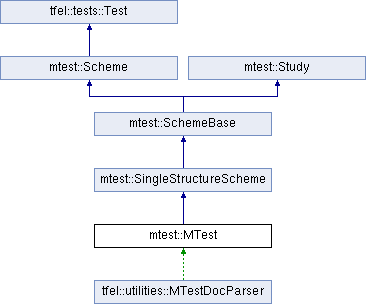 tfel::tests::Test
mtest::Scheme
mtest::Study
mtest::SchemeBase
mtest::SingleStructureScheme
mtest::MTest
tfel::utilities::MTestDocParser